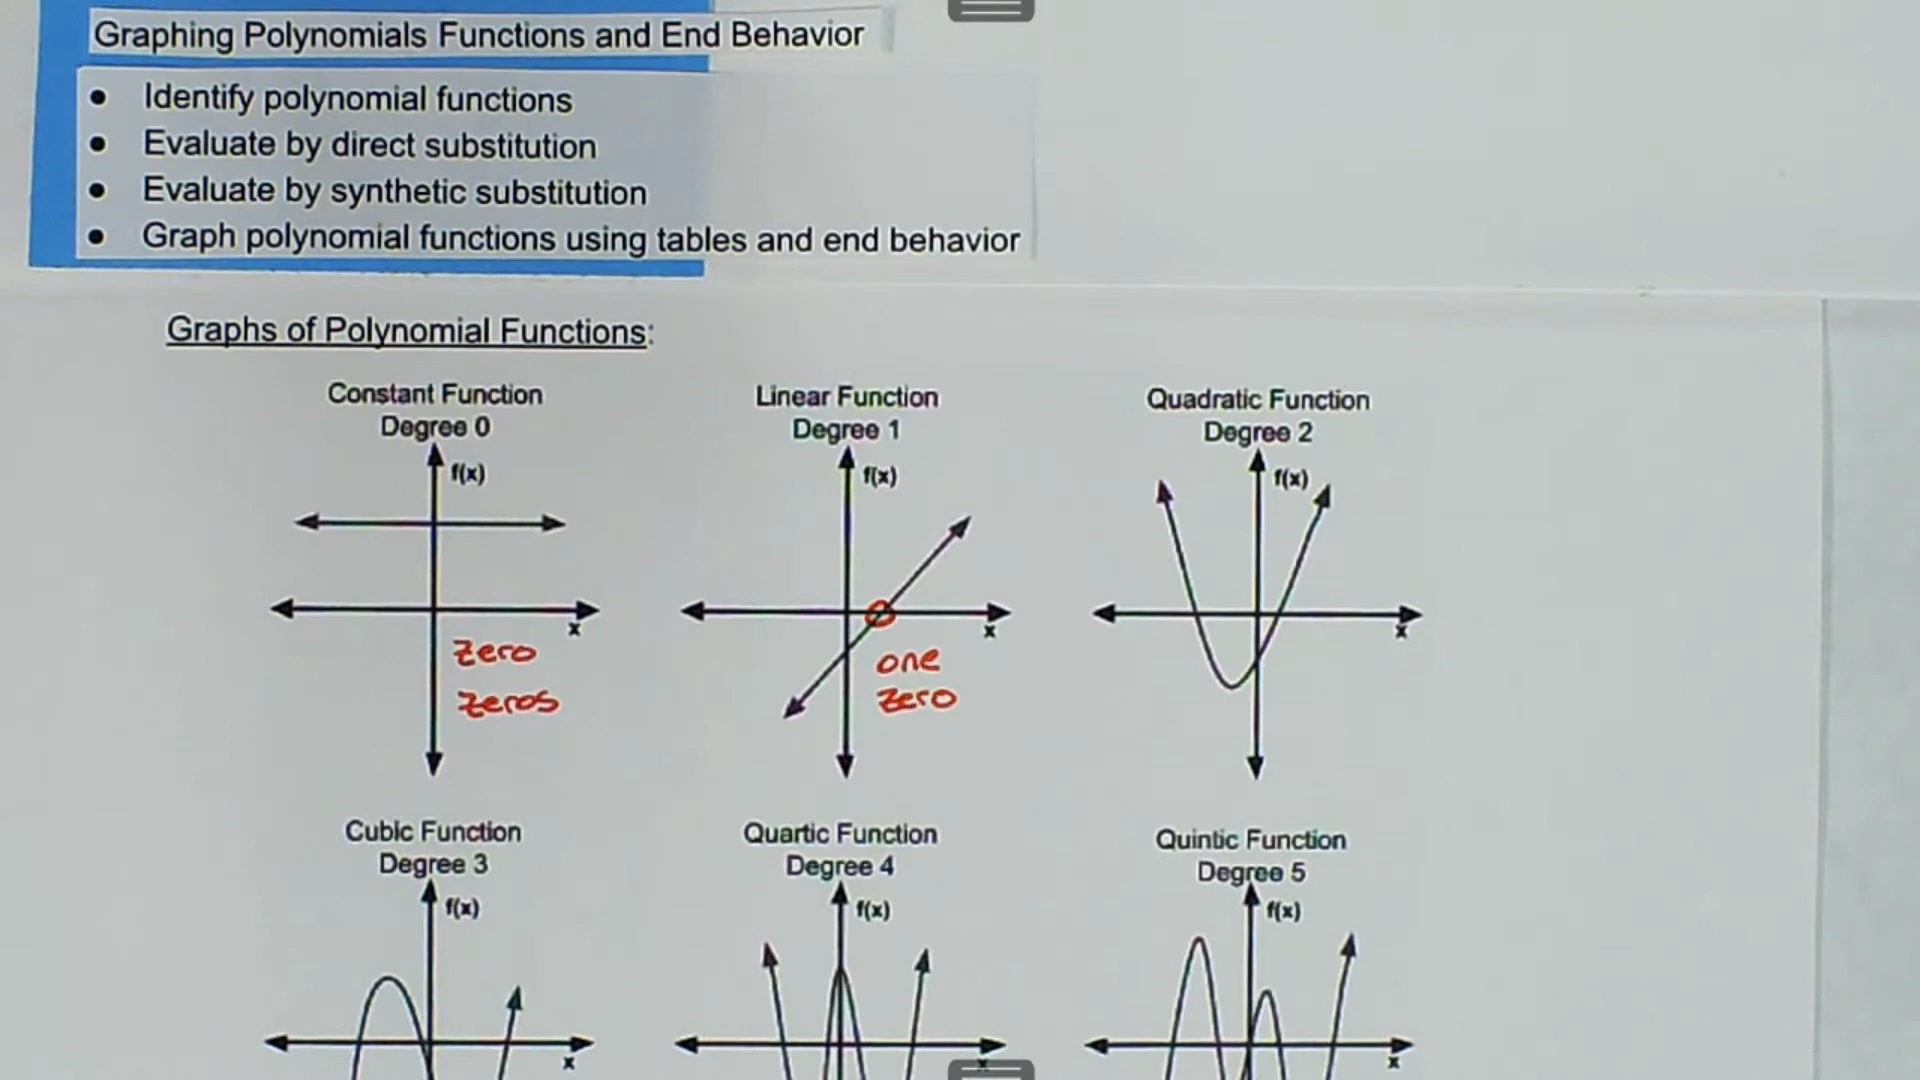 Graphing Polynomials Functions and End Behavior
• Identify polynomial functions
• Evaluate by direct substitution
• Evaluate by synthetic substitution
• Graph polynomial functions using tables and end behavior
Graphs of Polynomial Functions:
Constant Function
Degree 0
f(x)
x
zero
zeros
Linear Function
Degree 1
f(x)
x
one
zero
Quadratic Function
Degree 2
f(x)
x
Cubic Function
Degree 3
f(x)
x
Quartic Function
Degree 4
f(x)
x
Quintic Function
Degree 5
f(x)
x